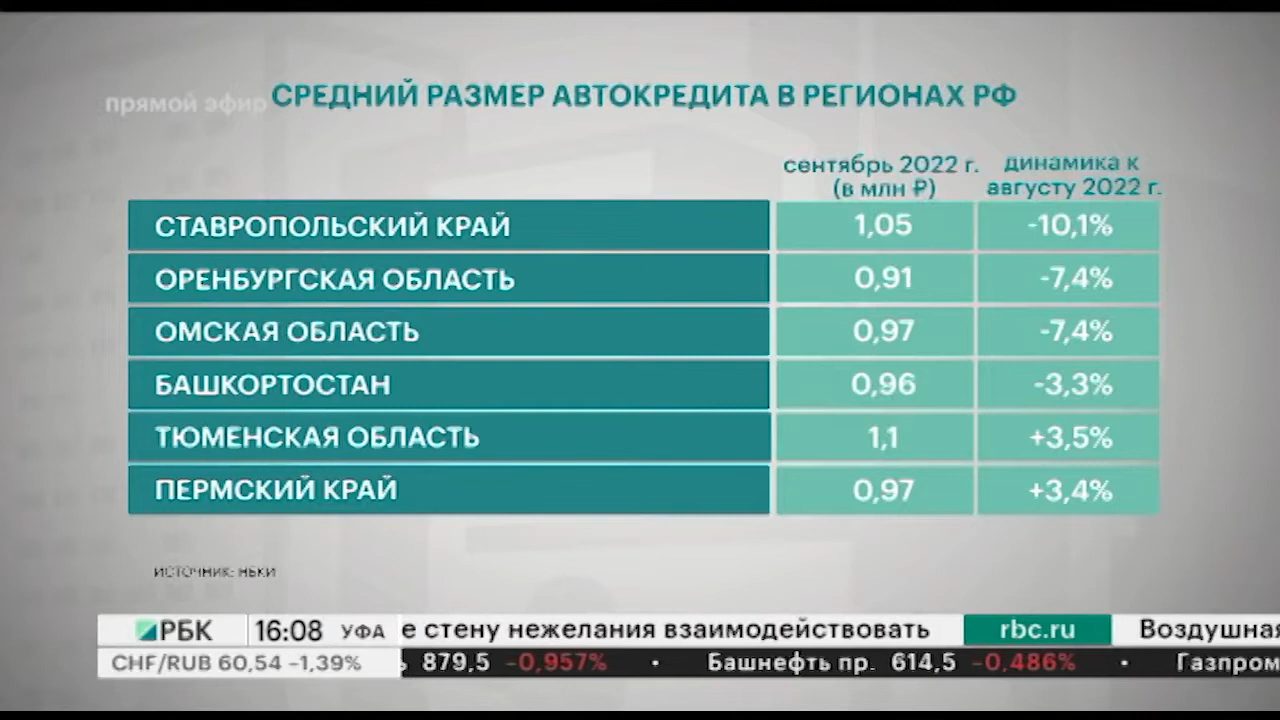 прямой эфир
СРЕДНИЙ РАЗМЕР АВТОКРЕДИТА В РЕГИОНАХ РФ
сентябрь 2022 г. динамика к
(в млн ₽) августу 2022 г.
СТАВРОПОЛЬСКИЙ КРАЙ 1,05 -10,1%
ОРЕНБУРГСКАЯ ОБЛАСТЬ 0,91 -7,4%
ОМСКАЯ ОБЛАСТЬ 0,97 -7,4%
БАШКОРТОСТАН 0,96 -3,3%
ТЮМЕНСКАЯ ОБЛАСТЬ 1,1 +3,5%
ПЕРМСКИЙ КРАЙ 0,97 +3,4%
ИСТОЧНИК: НБКИ
РБК 16:08 УФА е стену нежелания взаимодействовать rbc.ru Воздушная
CHF/RUB 60,54 -1,39% 879,5 -0,957% • Башнефть пр. 614,5 -0,486% • Газпром